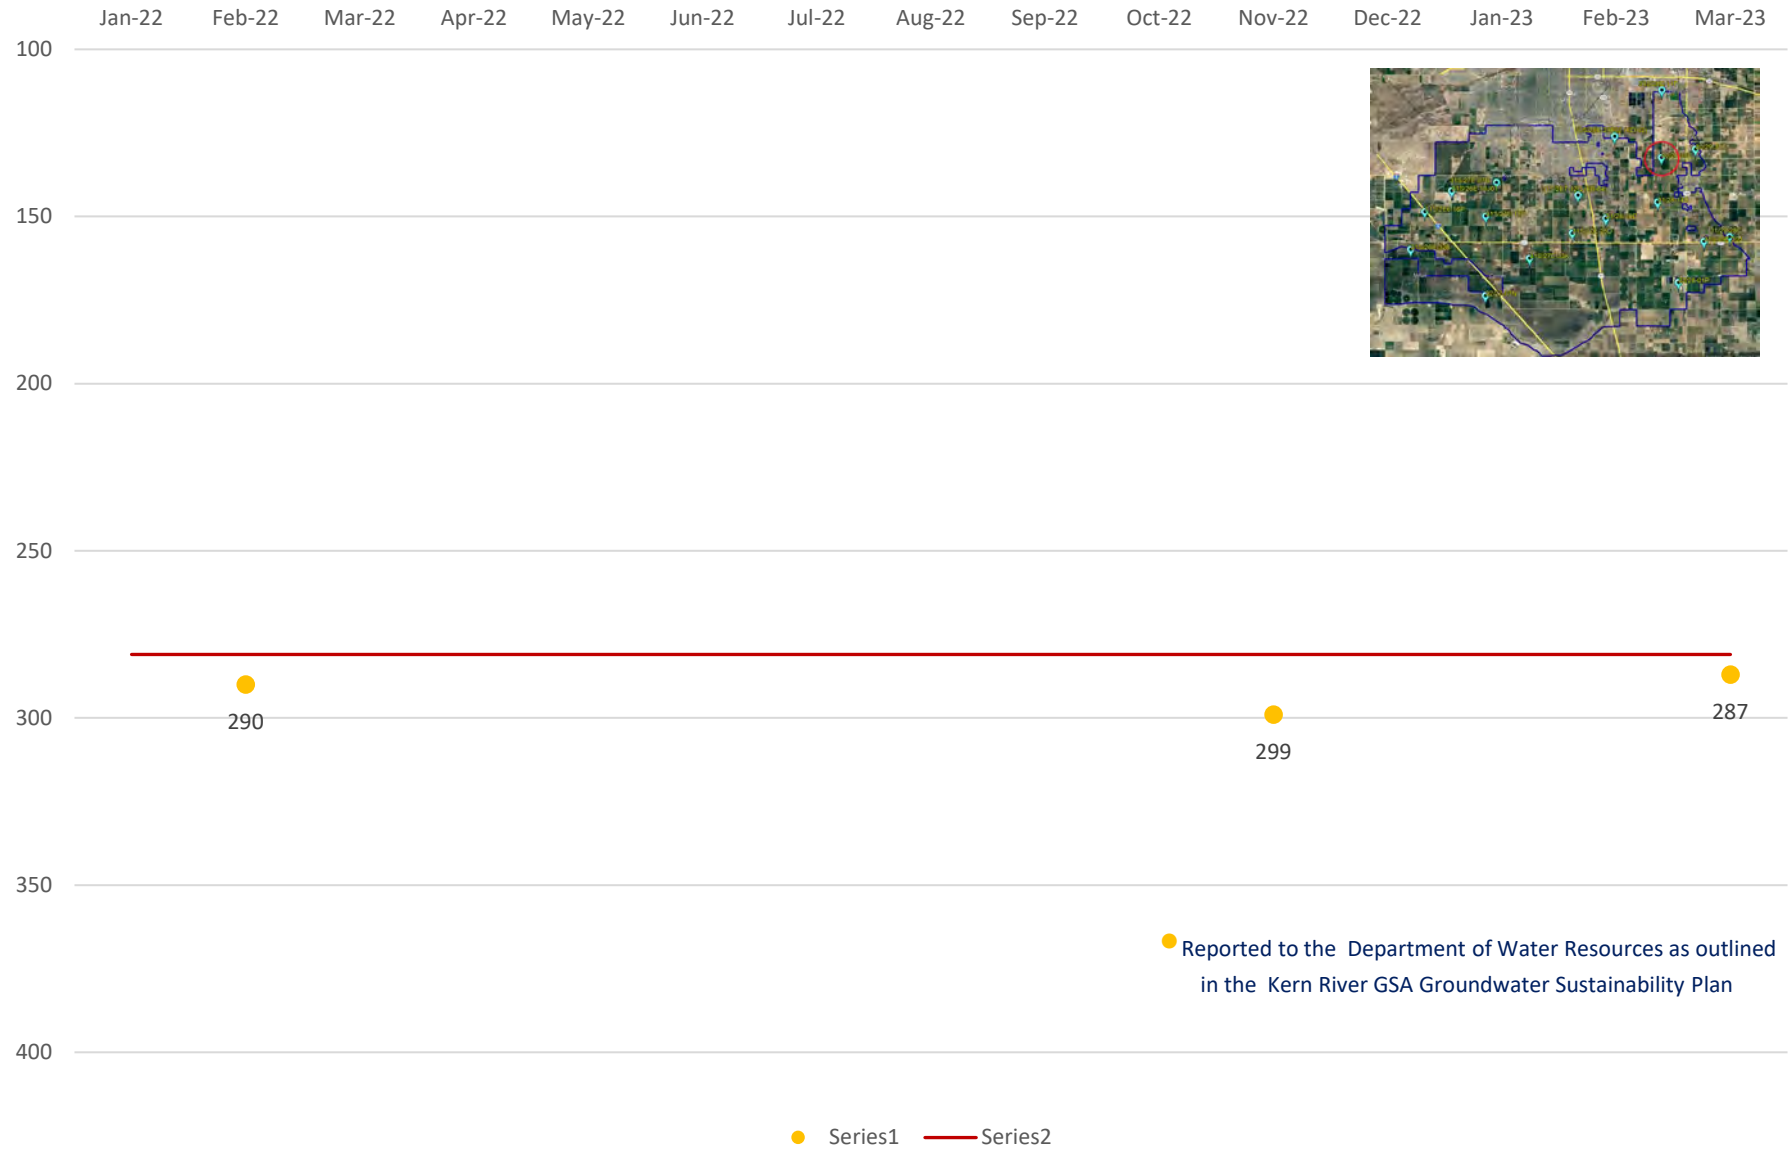 Jan-22 Feb-22 Mar-22 Apr-22 May-22 Jun-22 Jul-22 Aug-22 Sep-22 Oct-22 Nov-22 Dec-22 Jan-23 Feb-23 Mar-23
100
150
200
250
290
300
287
299
350
Reported to the Department of Water Resources as outlined
in the Kern River GSA Groundwater Sustainability Plan
400
Series1 Series2